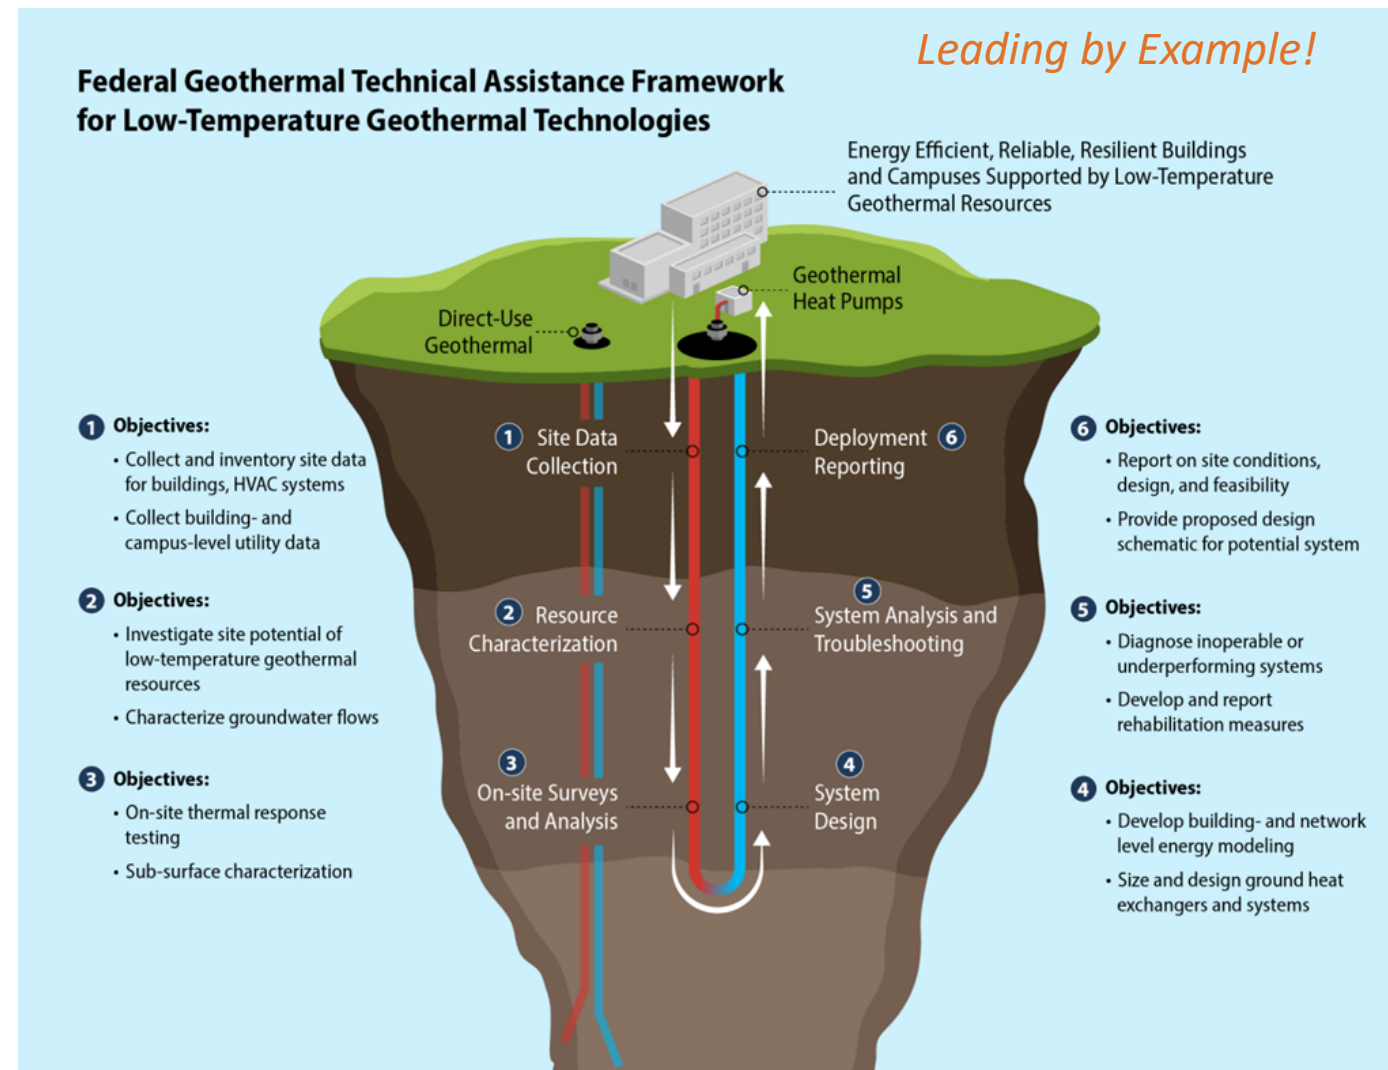 Leading by Example!
Federal Geothermal Technical Assistance Framework
for Low-Temperature Geothermal Technologies
Energy Efficient, Reliable, Resilient Buildings
and Campuses Supported by Low-Temperature
Geothermal Resources
Geothermal
Heat Pumps
Direct-Use
Geothermal
1 Objectives:
• Collect and inventory site data
for buildings, HVAC systems
• Collect building- and
campus-level utility data
2 Objectives:
• Investigate site potential of
low-temperature geothermal
resources
• Characterize groundwater flows
3 Objectives:
• On-site thermal response
testing
• Sub-surface characterization
1 Site Data
Collection
2 Resource
Characterization
3
On-site Surveys
and Analysis
Deployment 6
Reporting
5
System Analysis and
Troubleshooting
4
System
Design
6 Objectives:
• Report on site conditions,
design, and feasibility
• Provide proposed design
schematic for potential system
5 Objectives:
• Diagnose inoperable or
underperforming systems
• Develop and report
rehabilitation measures
4 Objectives:
• Develop building- and network
level energy modeling
• Size and design ground heat
exchangers and systems